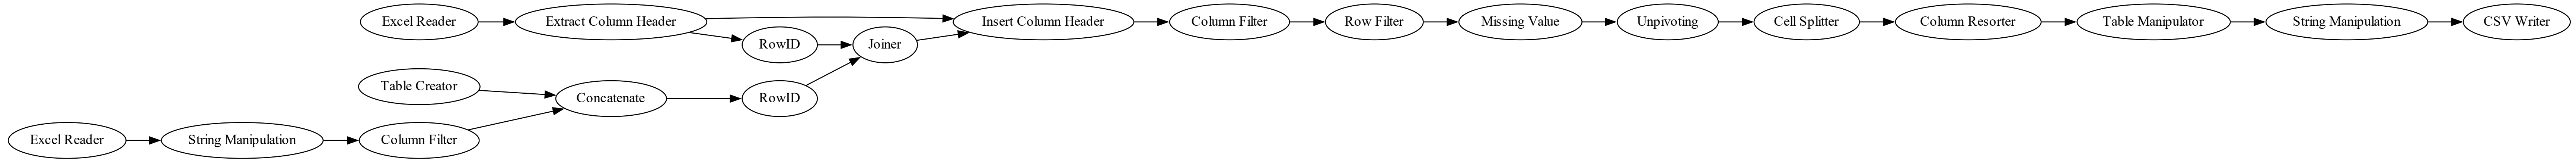 Excel Reader
Extract Column Header
Insert Column Header
Column Filter
Row Filter
Missing Value
Unpivoting
Cell Splitter
Column Resorter
Table Manipulator
String Manipulation
CSV Writer
RowID
Joiner
Table Creator
Concatenate
RowID
Excel Reader
String Manipulation
Column Filter